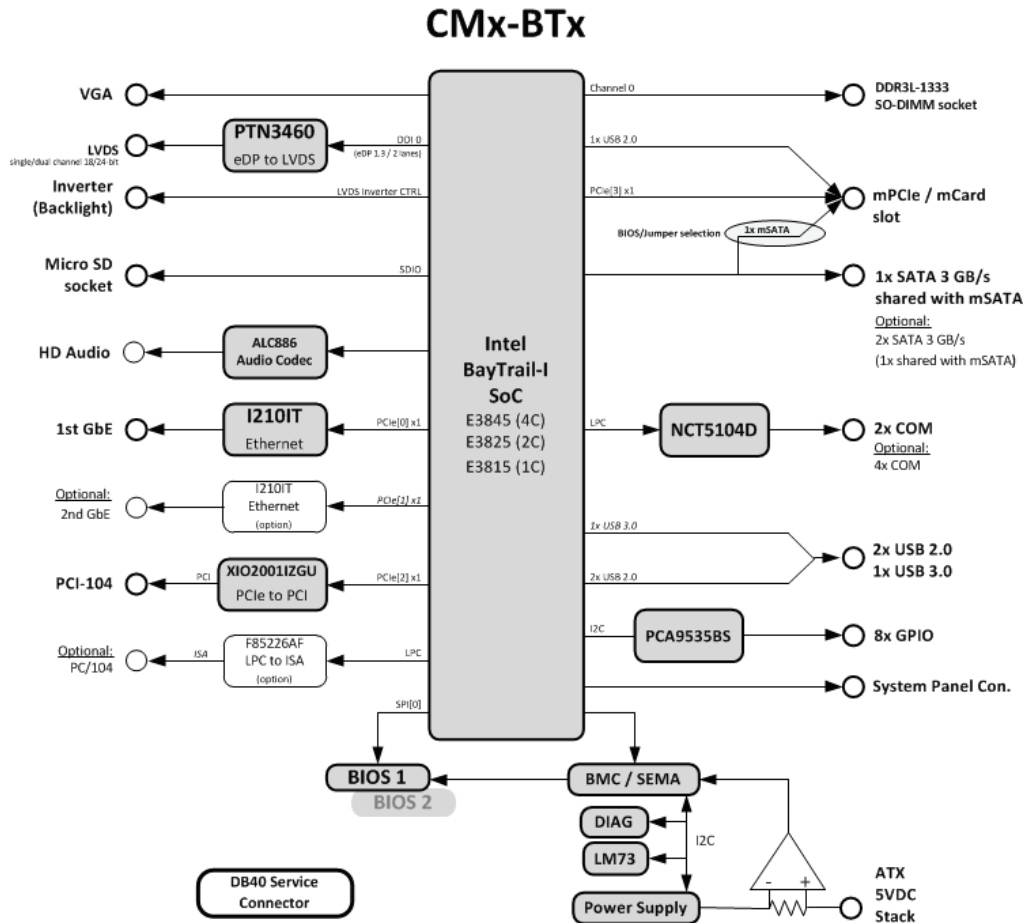 CMx-BTx
VGA
LVDS
single/dual channel 18/24-bit
PTN3460
eDP to LVDS
DDI 0
(eDP 1.3 / 2 lanes)
Inverter
(Backlight)
LVDS Inverter CTRL
Micro SD
socket
SDIO
HD Audio
ALC886
Audio Codec
1st GbE
I210IT
Ethernet
PCIe[0] x1
Optional:
2nd GbE
I210IT
Ethernet
(option)
PCIe[1] x1
PCI-104
PCI
XIO2001IZGU
PCIe to PCI
PCIe[2] x1
Optional:
PC/104
ISA
F85226AF
LPC to ISA
(option)
LPC
SPI[0]
Intel
BayTrail-I
SoC
E3845 (4C)
E3825 (2C)
E3815 (1C)
Channel 0
DDR3L-1333
SO-DIMM socket
1x USB 2.0
PCIe[3] x1
mPCIe / mCard
slot
BIOS/Jumper selection
1x mSATA
1x SATA 3 GB/s
shared with mSATA
Optional:
2x SATA 3 GB/s
(1x shared with mSATA)
LPC
NCT5104D
2x COM
Optional:
4x COM
1x USB 3.0
2x USB 2.0
2x USB 2.0
1x USB 3.0
I2C
PCA9535BS
8x GPIO
System Panel Con.
BIOS 1
BIOS 2
BMC / SEMA
DIAG
LM73
I2C
Power Supply
- +
ATX
5VDC
Stack
DB40 Service
Connector